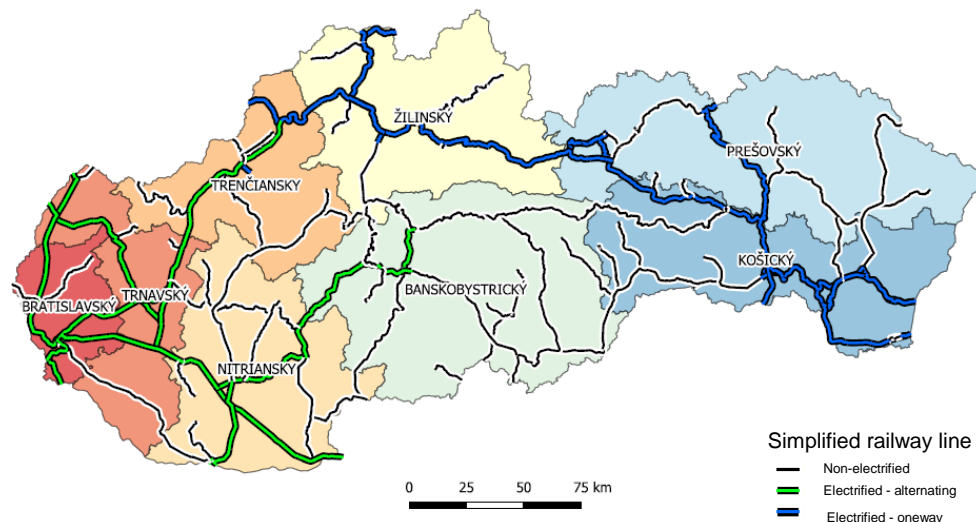 ŽILINSKÝ
PREŠOVSKÝ
TRENČIANSKY
KOŠICKÝ
BANSKOBYSTRICKÝ
BRATISLAVSKÝ
TRNAVSKÝ
NITRIANSKY
Simplified railway line
Non-electrified
Electrified - alternating
Electrified - oneway
0 25 50 75 km